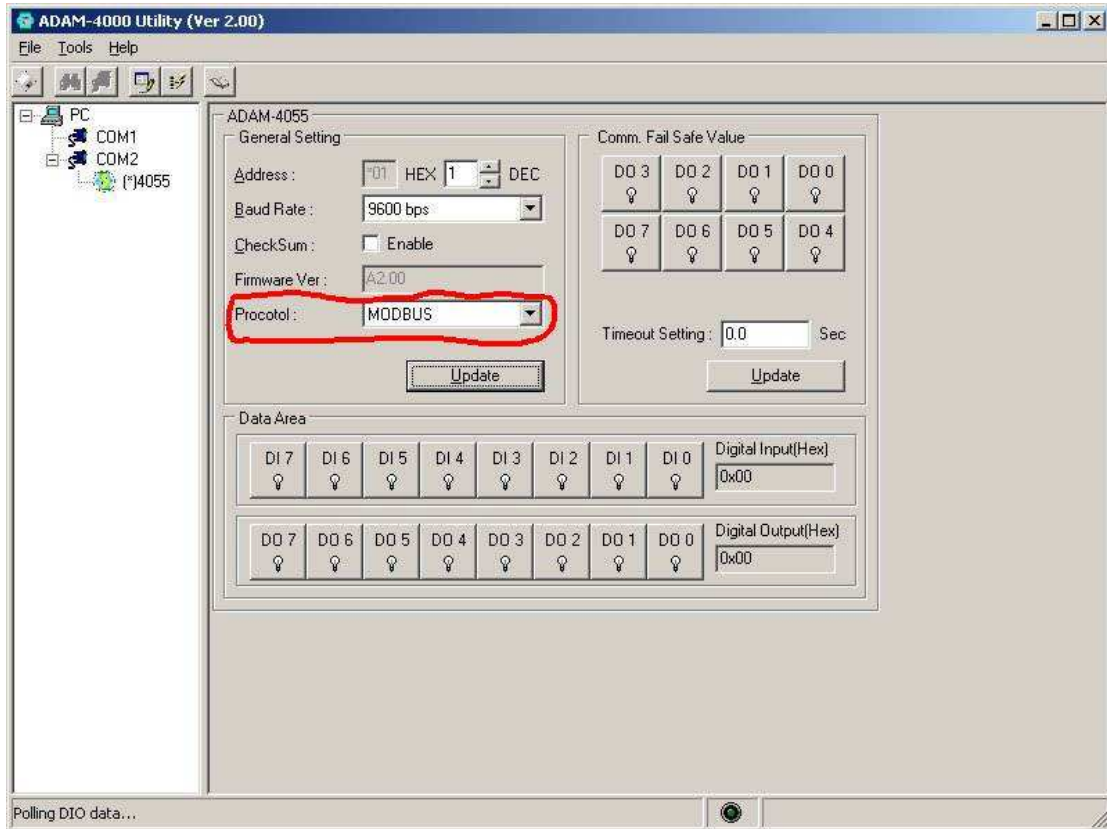 ADAM-4000 Utility (Ver 2.00)
File Tools Help
PC
COM1
COM2
(*)4055
ADAM-4055
General Setting
Address : *01 HEX 1 DEC
Baud Rate : 9600 bps
CheckSum : Enable
Firmware Ver : A2.00
Procotol : MODBUS
Update
Comm. Fail Safe Value
DO 3 DO 2 DO 1 DO 0
DO 7 DO 6 DO 5 DO 4
Timeout Setting : 0.0 Sec
Update
Data Area
DI 7 DI 6 DI 5 DI 4 DI 3 DI 2 DI 1 DI 0
Digital Input(Hex)
0x00
DO 7 DO 6 DO 5 DO 4 DO 3 DO 2 DO 1 DO 0
Digital Output(Hex)
0x00
Polling DIO data...